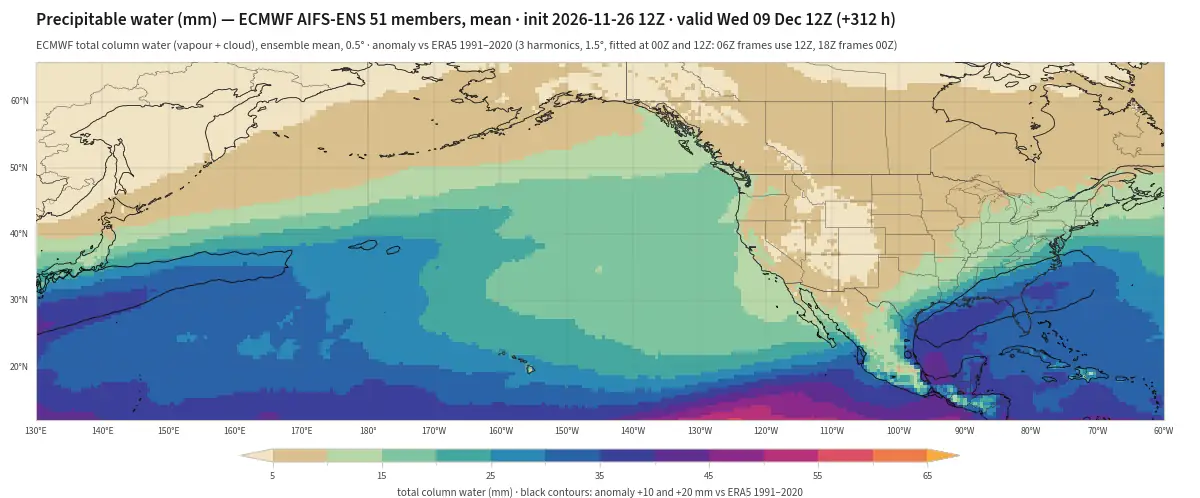 Precipitable water (mm) — ECMWF AIFS-ENS 51 members, mean · init 2026-11-26 12Z · valid Wed 09 Dec 12Z (+312 h)
ECMWF total column water (vapour + cloud), ensemble mean, 0.5° · anomaly vs ERA5 1991–2020 (3 harmonics, 1.5°, fitted at 00Z and 12Z: 06Z frames use 12Z, 18Z frames 00Z)
60°N
50°N
40°N
30°N
20°N
130°E 140°E 150°E 160°E 170°E 180° 170°W 160°W 150°W 140°W 130°W 120°W 110°W 100°W 90°W 80°W 70°W 60°W
5 15 25 35 45 55 65
total column water (mm) · black contours: anomaly +10 and +20 mm vs ERA5 1991–2020